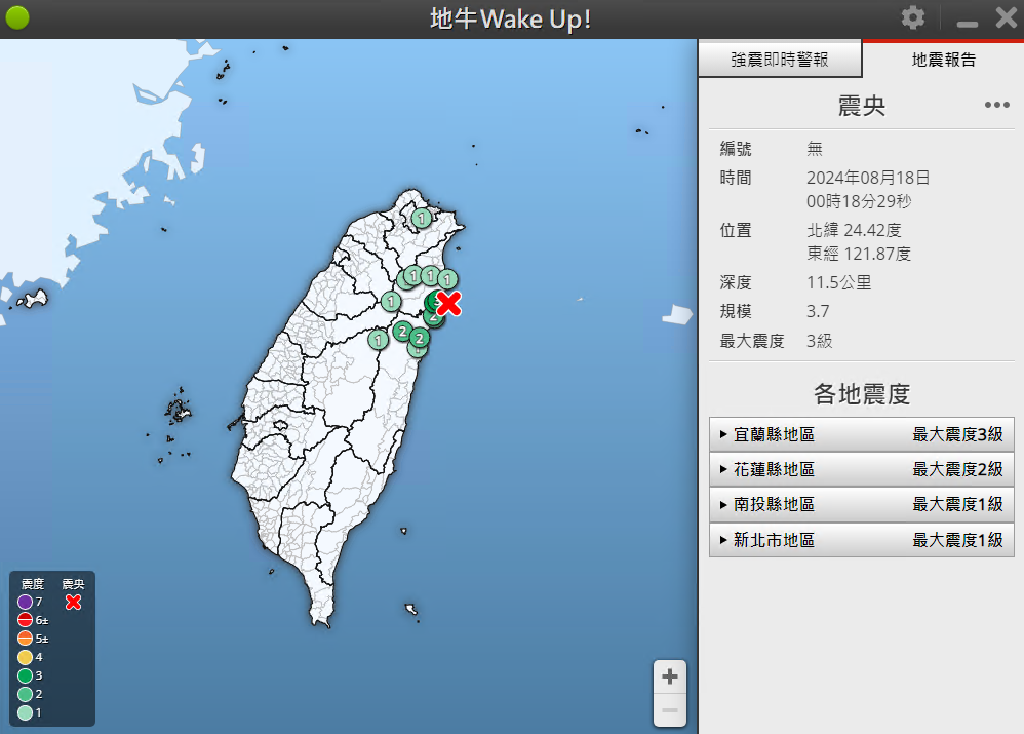 地牛Wake Up!
強震即時警報
地震報告
震央
編號 無
時間 2024年08月18日
00時18分29秒
位置 北緯 24.42度
東經 121.87度
深度 11.5公里
規模 3.7
最大震度 3級
各地震度
宜蘭縣地區 最大震度3級
花蓮縣地區 最大震度2級
南投縣地區 最大震度1級
新北市地區 最大震度1級
1
1
1
1
1
2
2
2
1
震度 震央
7
6±
5±
4
3
2
1